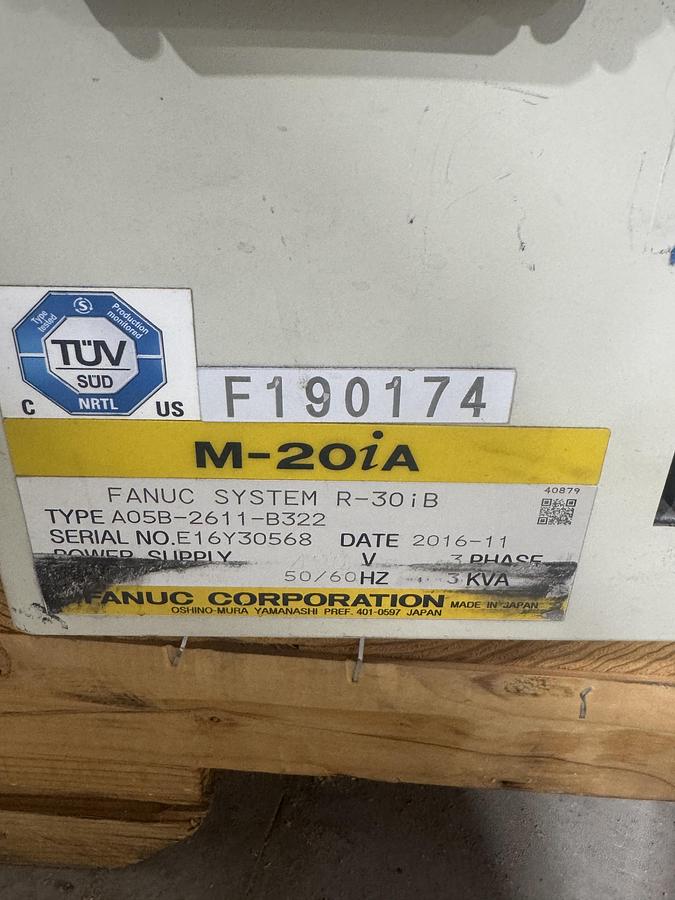 Type tested
Production monitored
TÜV
SÜD
NRTL
C US
F190174
M-20iA
40879
FANUC SYSTEM R-30iB
TYPE A05B-2611-B322
SERIAL NO. E16Y30568 DATE 2016-11
POWER SUPPLY V 3 PHASE
50/60HZ 3 KVA
FANUC CORPORATION MADE IN JAPAN
OSHINO-MURA YAMANASHI PREF. 401-0597 JAPAN